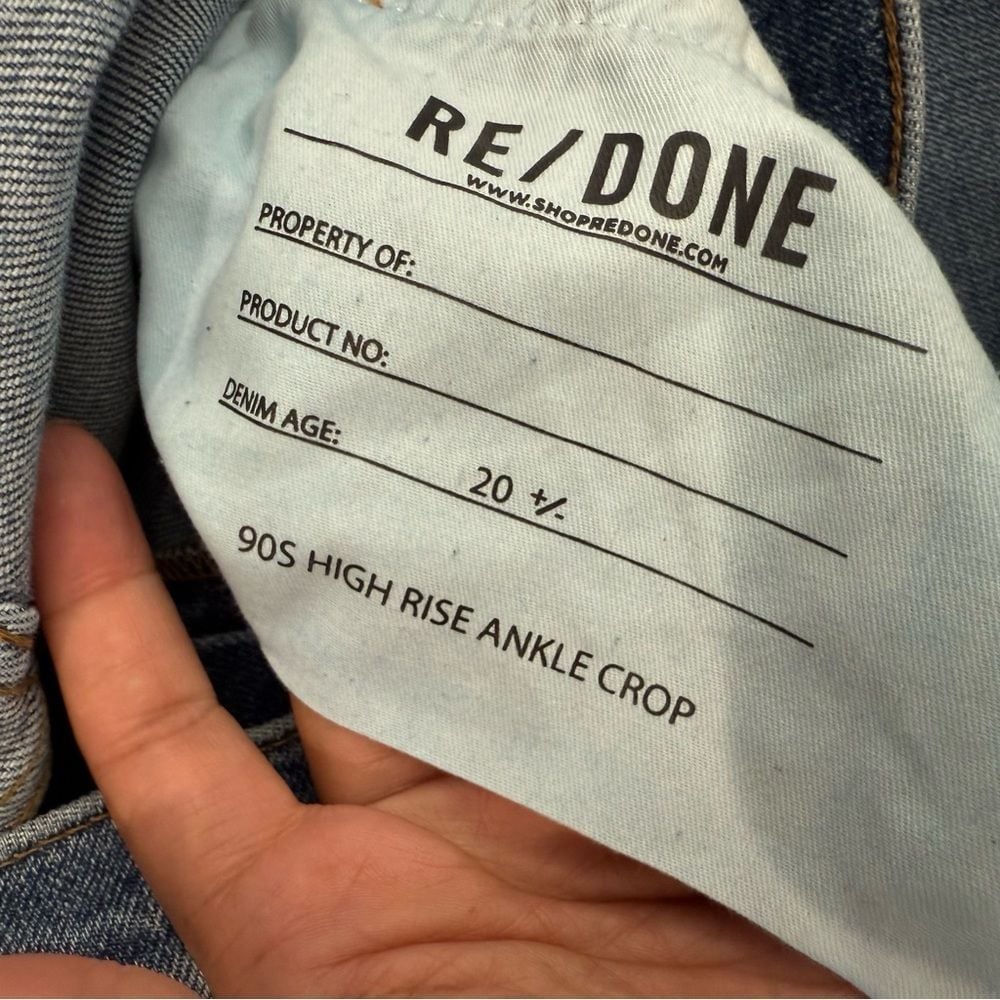 RE/DONE
WWW.SHOPREDONE.COM
PROPERTY OF:
PRODUCT NO:
DENIM AGE: 20 +/-
90S HIGH RISE ANKLE CROP